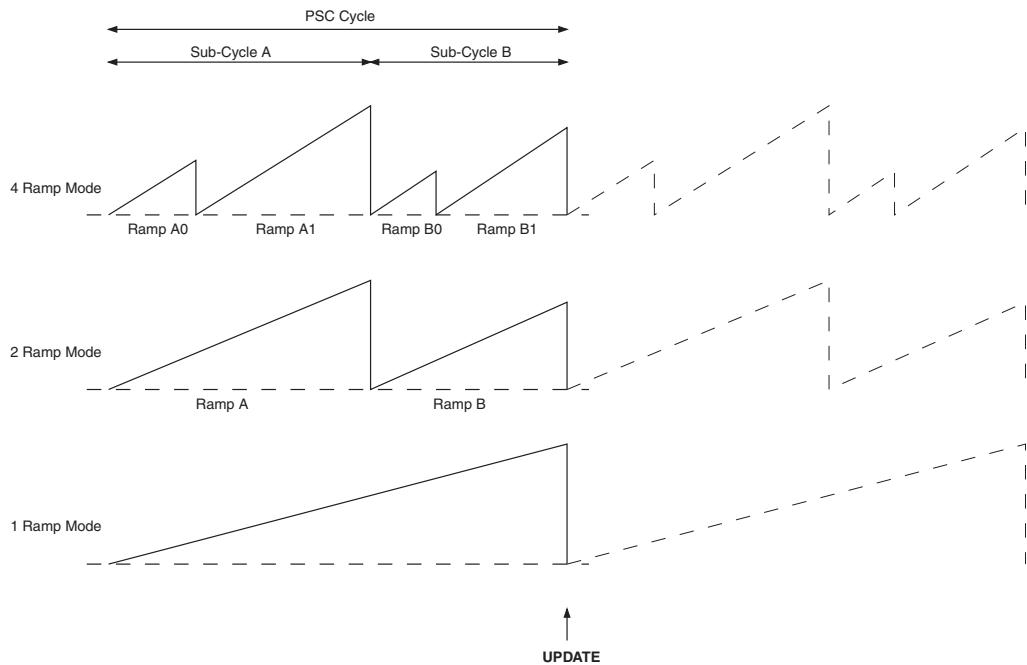 PSC Cycle
Sub-Cycle A
Sub-Cycle B
4 Ramp Mode
Ramp A0
Ramp A1
Ramp B0
Ramp B1
2 Ramp Mode
Ramp A
Ramp B
1 Ramp Mode
UPDATE